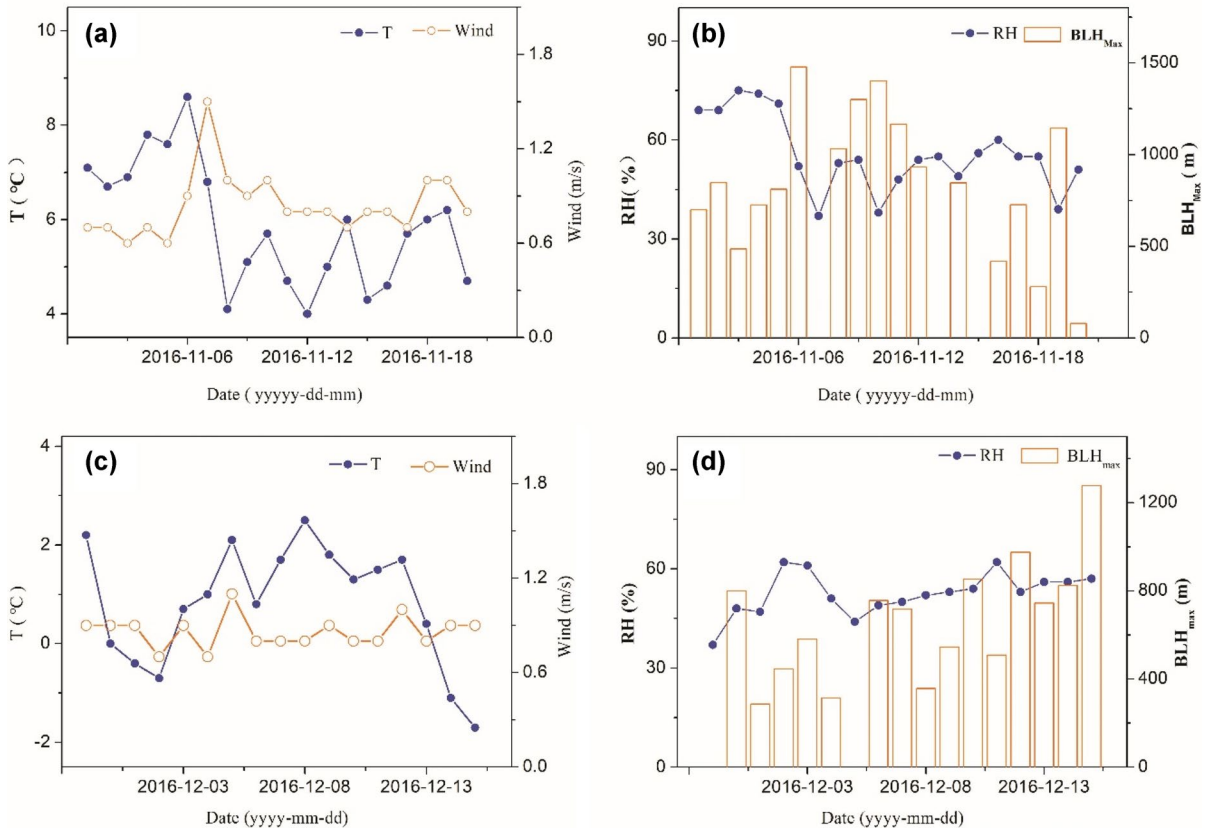 (a)
T
Wind
T (℃)
10
8
6
4
1.8
1.2
0.6
0.0
Wind (m/s)
2016-11-06
2016-11-12
2016-11-18
Date ( yyyyy-dd-mm)
(b)
RH
BLHMax
RH( %)
90
60
30
0
1500
1000
500
0
BLHMax ( m )
2016-11-06
2016-11-12
2016-11-18
Date ( yyyyy-dd-mm)
(c)
T
Wind
T ( ℃)
4
2
0
-2
1.8
1.2
0.6
0.0
Wind (m/s)
2016-12-03
2016-12-08
2016-12-13
Date (yyyy-mm-dd)
(d)
RH
BLHmax
RH (%)
90
60
30
0
1200
800
400
0
BLHmax (m)
2016-12-03
2016-12-08
2016-12-13
Date (yyyy-mm-dd)